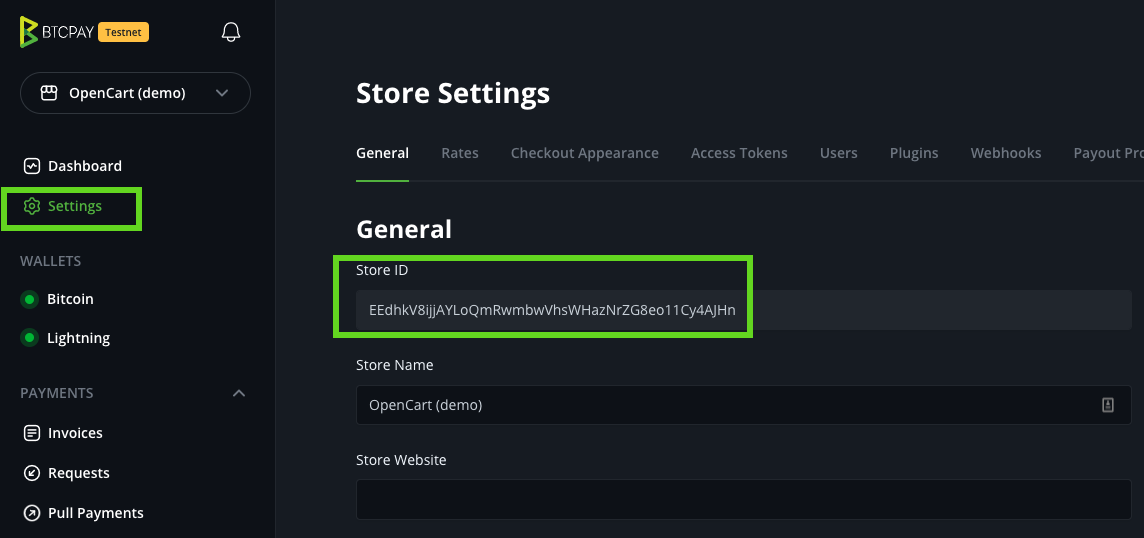 BTCPAY Testnet
OpenCart (demo)
Dashboard
Settings
WALLETS
Bitcoin
Lightning
PAYMENTS
Invoices
Requests
Pull Payments
Store Settings
General Rates Checkout Appearance Access Tokens Users Plugins Webhooks Payout Pro
General
Store ID
EEdhkV8ijjAYLoQmRwmbwVhsWHazNrZG8eo11Cy4AJHn
Store Name
OpenCart (demo)
Store Website